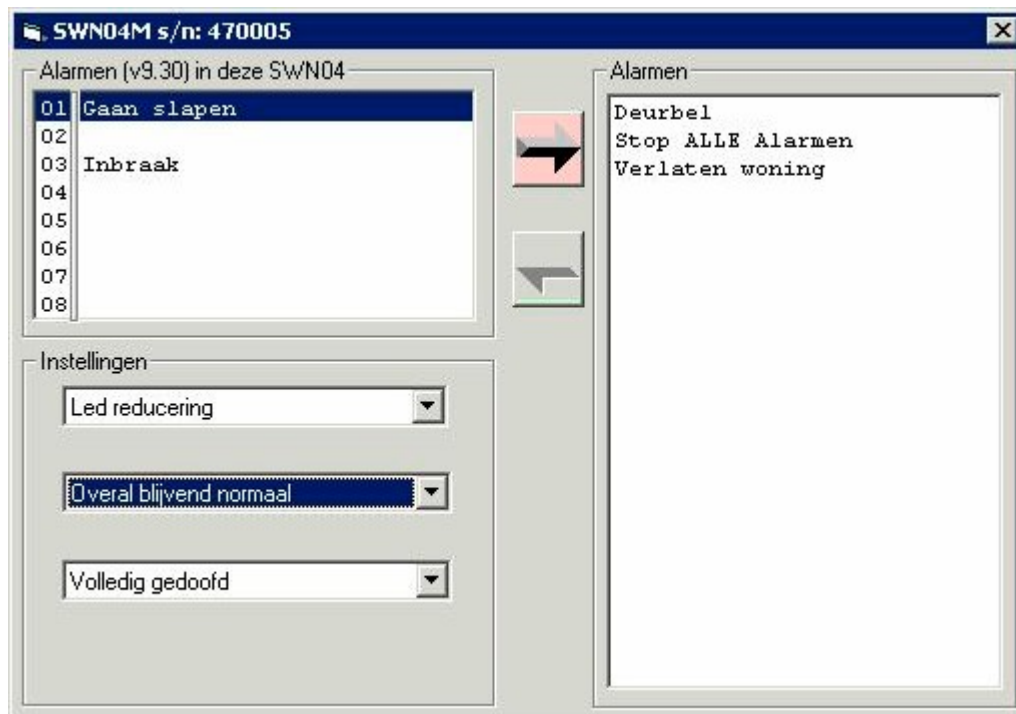 SWN04M s/n: 470005
Alarmen (v9.30) in deze SWN04
01 Gaan slapen
02
03 Inbraak
04
05
06
07
08
Instellingen
Led reducering
Overal blijvend normaal
Volledig gedoofd
Alarmen
Deurbel
Stop ALLE Alarmen
Verlaten woning